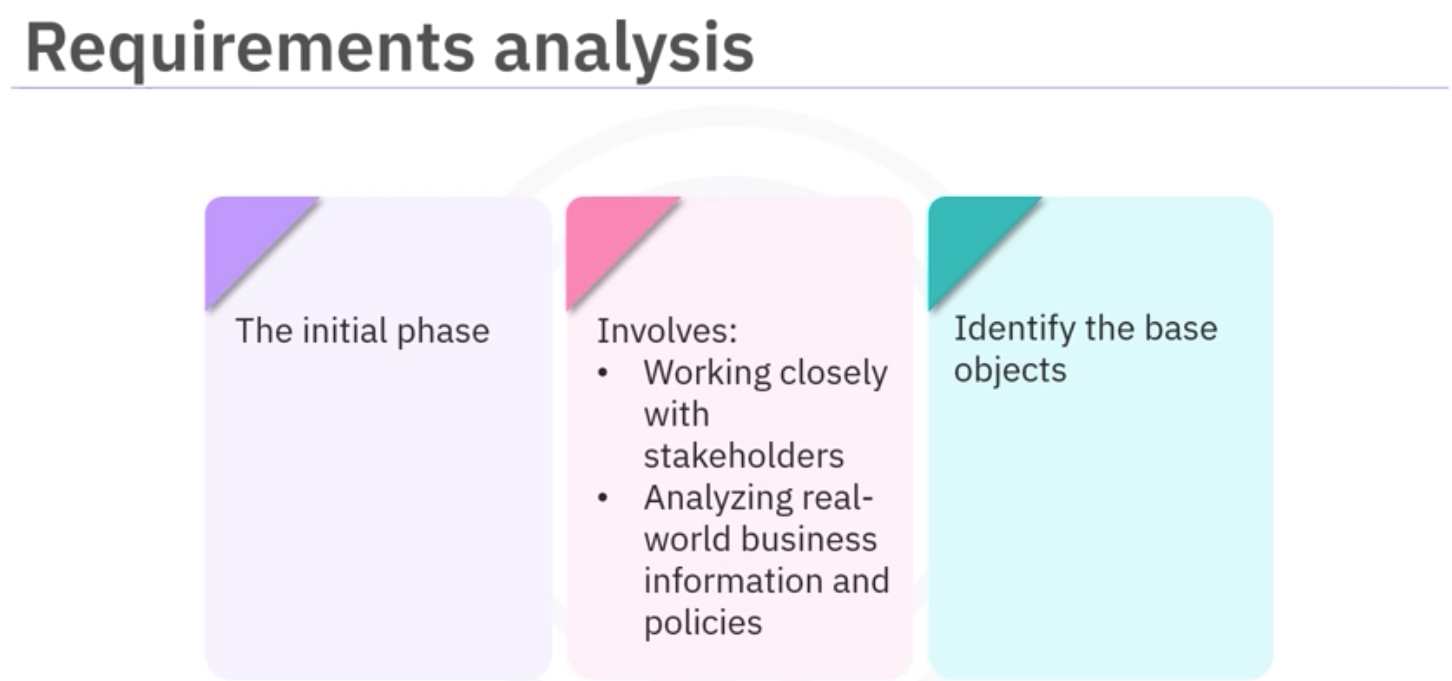 Requirements analysis
The initial phase
Involves:
• Working closely
with
stakeholders
• Analyzing real-
world business
information and
policies
Identify the base
objects